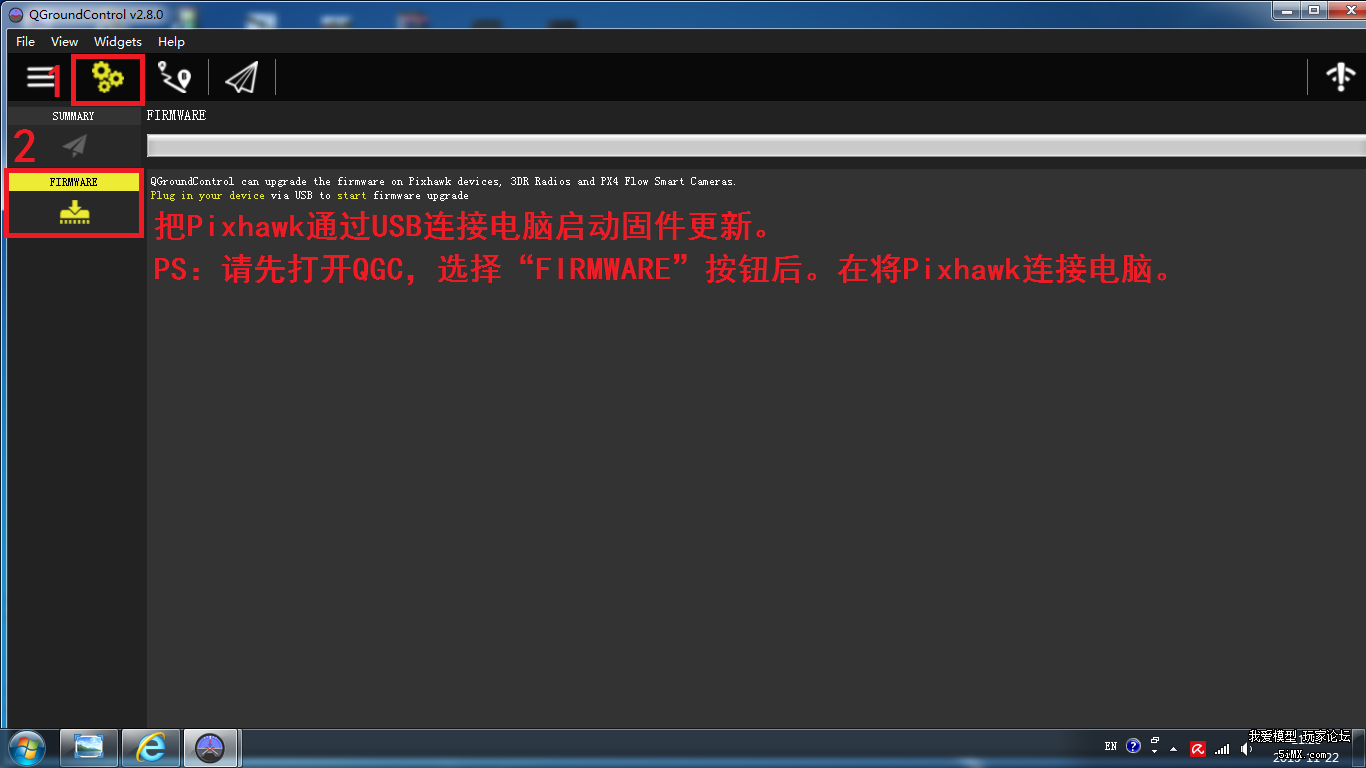 QGroundControl v2.8.0
File View Widgets Help
1
SUMMARY
FIRMWARE
2
FIRMWARE
QGroundControl can upgrade the firmware on Pixhawk devices, 3DR Radios and PX4 Flow Smart Cameras.
Plug in your device via USB to start firmware upgrade
把Pixhawk通过USB连接电脑启动固件更新。
PS：请先打开QGC，选择“FIRMWARE”按钮后。在将Pixhawk连接电脑。
EN
我爱模型 玩家论坛
5iMX.com